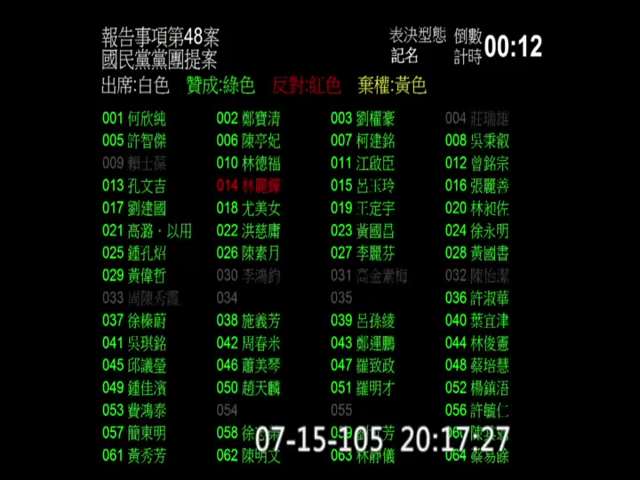 報告事項第48案
國民黨黨團提案
表決型態
記名
倒數
計時
00:12
出席:白色 贊成:綠色 反對:紅色 棄權:黃色
001 何欣純 002 鄭寶清 003 劉櫂豪 004 莊瑞雄
005 許智傑 006 陳亭妃 007 柯建銘 008 吳秉叡
009 賴士葆 010 林德福 011 江啟臣 012 曾銘宗
013 孔文吉 014 林麗蟬 015 呂玉玲 016 張麗善
017 劉建國 018 尤美女 019 王定宇 020 林昶佐
021 高潞．以用 022 洪慈庸 023 黃國昌 024 徐永明
025 鍾孔炤 026 陳素月 027 李麗芬 028 黃國書
029 黃偉哲 030 李鴻鈞 031 高金素梅 032 陳怡潔
033 周陳秀霞 034 035 036 許淑華
037 徐榛蔚 038 施義芳 039 呂孫綾 040 葉宜津
041 吳琪銘 042 周春米 043 鄭運鵬 044 林俊憲
045 邱議瑩 046 蕭美琴 047 羅致政 048 蔡培慧
049 鍾佳濱 050 趙天麟 051 羅明才 052 楊鎮浯
053 費鴻泰 054 055 056 許毓仁
057 簡東明 058 徐 芳 060
061 黃秀芳 062 陳明文 063 林靜儀 064 蔡易餘
07-15-105 20:17:27